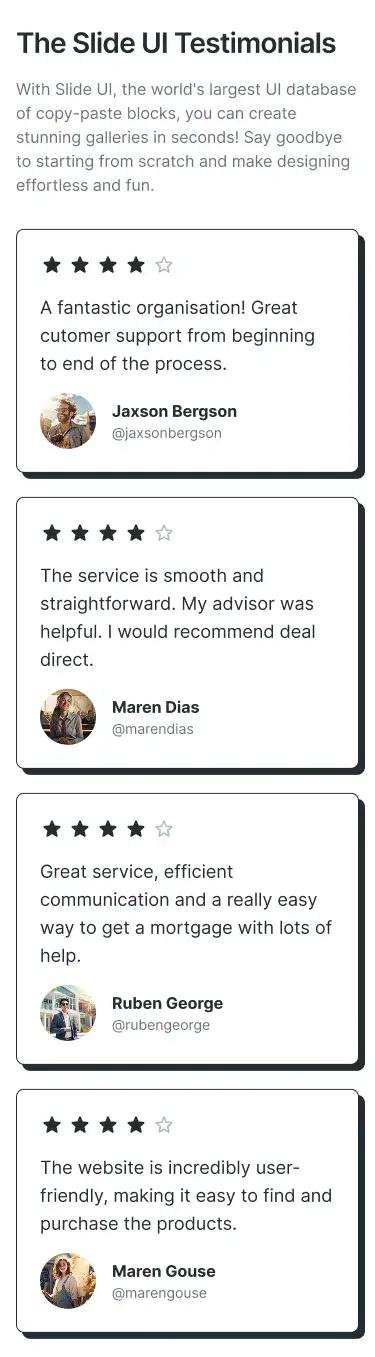 The Slide UI Testimonials
With Slide UI, the world's largest UI database
of copy-paste blocks, you can create
stunning galleries in seconds! Say goodbye
to starting from scratch and make designing
effortless and fun.
A fantastic organisation! Great
cutomer support from beginning
to end of the process.
Jaxson Bergson
@jaxsonbergson
The service is smooth and
straightforward. My advisor was
helpful. I would recommend deal
direct.
Maren Dias
@marendias
Great service, efficient
communication and a really easy
way to get a mortgage with lots of
help.
Ruben George
@rubengeorge
The website is incredibly user-
friendly, making it easy to find and
purchase the products.
Maren Gouse
@marengouse